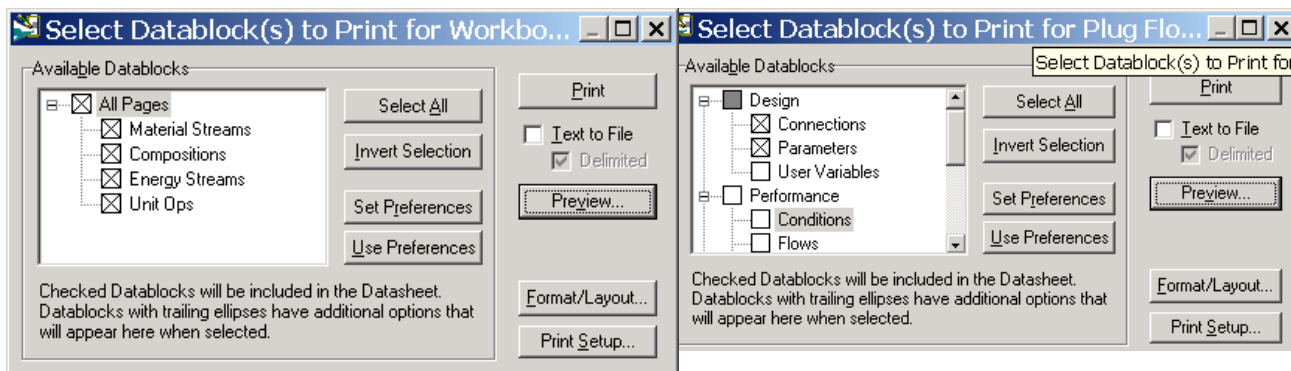 Select Datablock(s) to Print for Workbo...
Available Datablocks
All Pages
Material Streams
Compositions
Energy Streams
Unit Ops
Select All
Invert Selection
Set Preferences
Use Preferences
Checked Datablocks will be included in the Datasheet.
Datablocks with trailing ellipses have additional options that
will appear here when selected.
Print
Text to File
Delimited
Preview...
Format/Layout...
Print Setup...
Select Datablock(s) to Print for Plug Flo...
Select Datablock(s) to Print for
Available Datablocks
Design
Connections
Parameters
User Variables
Performance
Conditions
Flows
Select All
Invert Selection
Set Preferences
Use Preferences
Checked Datablocks will be included in the Datasheet.
Datablocks with trailing ellipses have additional options that
will appear here when selected.
Print
Text to File
Delimited
Preview...
Format/Layout...
Print Setup...